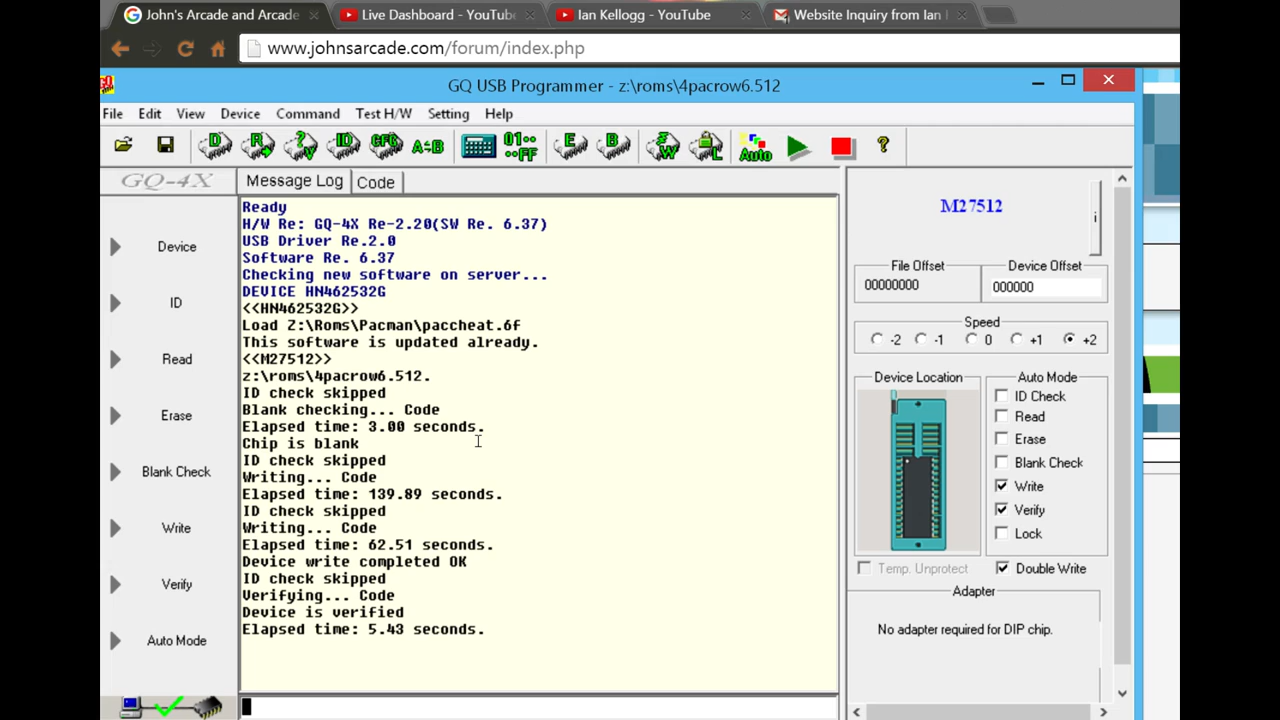 John's Arcade and Arcade
Live Dashboard - YouTube
Ian Kellogg - YouTube
Website Inquiry from Ian
www.johnsarcade.com/forum/index.php
GQ USB Programmer - z:\roms\4pacrow6.512
File Edit View Device Command Test H/W Setting Help
GQ-4X
Message Log
Code
Ready
H/W Re: GQ-4X Re-2.20(SW Re. 6.37)
USB Driver Re.2.0
Software Re. 6.37
Checking new software on server...
DEVICE HN462532G
<<HN462532G>>
Load Z:\Roms\Pacman\paccheat.6f
This software is updated already.
<<M27512>>
z:\roms\4pacrow6.512.
ID check skipped
Blank checking... Code
Elapsed time: 3.00 seconds.
Chip is blank
ID check skipped
Writing... Code
Elapsed time: 139.89 seconds.
ID check skipped
Writing... Code
Elapsed time: 62.51 seconds.
Device write completed OK
ID check skipped
Verifying... Code
Device is verified
Elapsed time: 5.43 seconds.
Device
ID
Read
Erase
Blank Check
Write
Verify
Auto Mode
M27512
i
File Offset
00000000
Device Offset
000000
Speed
-2 -1 0 +1 +2
Device Location
Auto Mode
ID Check
Read
Erase
Blank Check
Write
Verify
Lock
Temp. Unprotect
Double Write
Adapter
No adapter required for DIP chip.